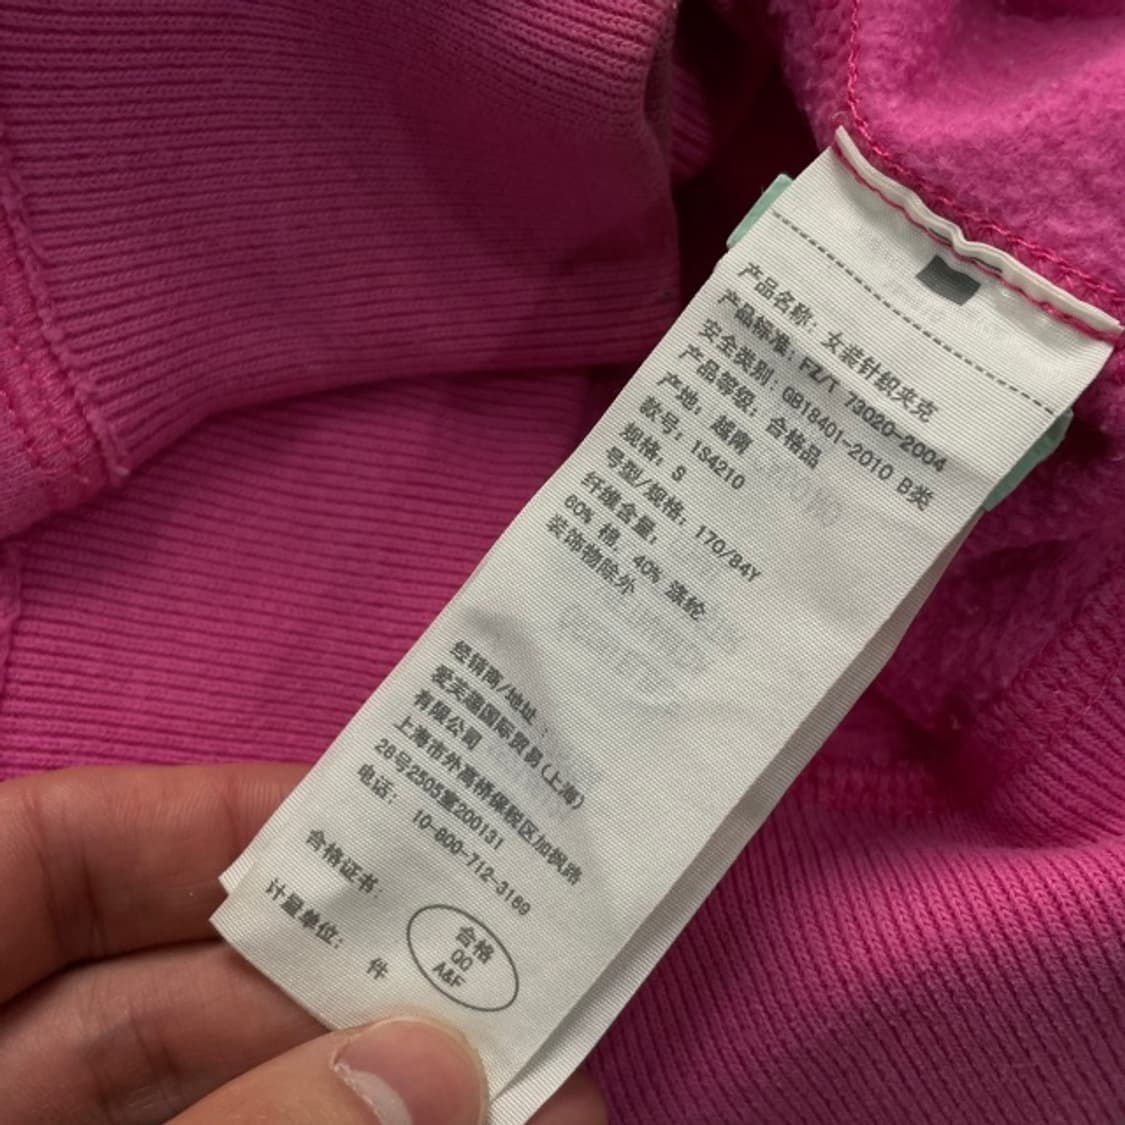 产品名称: 女装针织夹克
产品标准: FZ/T 73020-2004
安全类别: GB18401-2010 B类
产品等级: 合格品
产地: 越南
款号: 1S4210
规格: S
号型/规格: 170/84Y
纤维含量:
60% 棉, 40% 涤纶
装饰物除外
经销商/地址:
爱芙趣国际贸易(上海)
有限公司
上海市外高桥保税区加枫路
28号2505室200131
电话: 10-800-712-3189
合格证书:
合格
QC
A&F
计量单位: 件